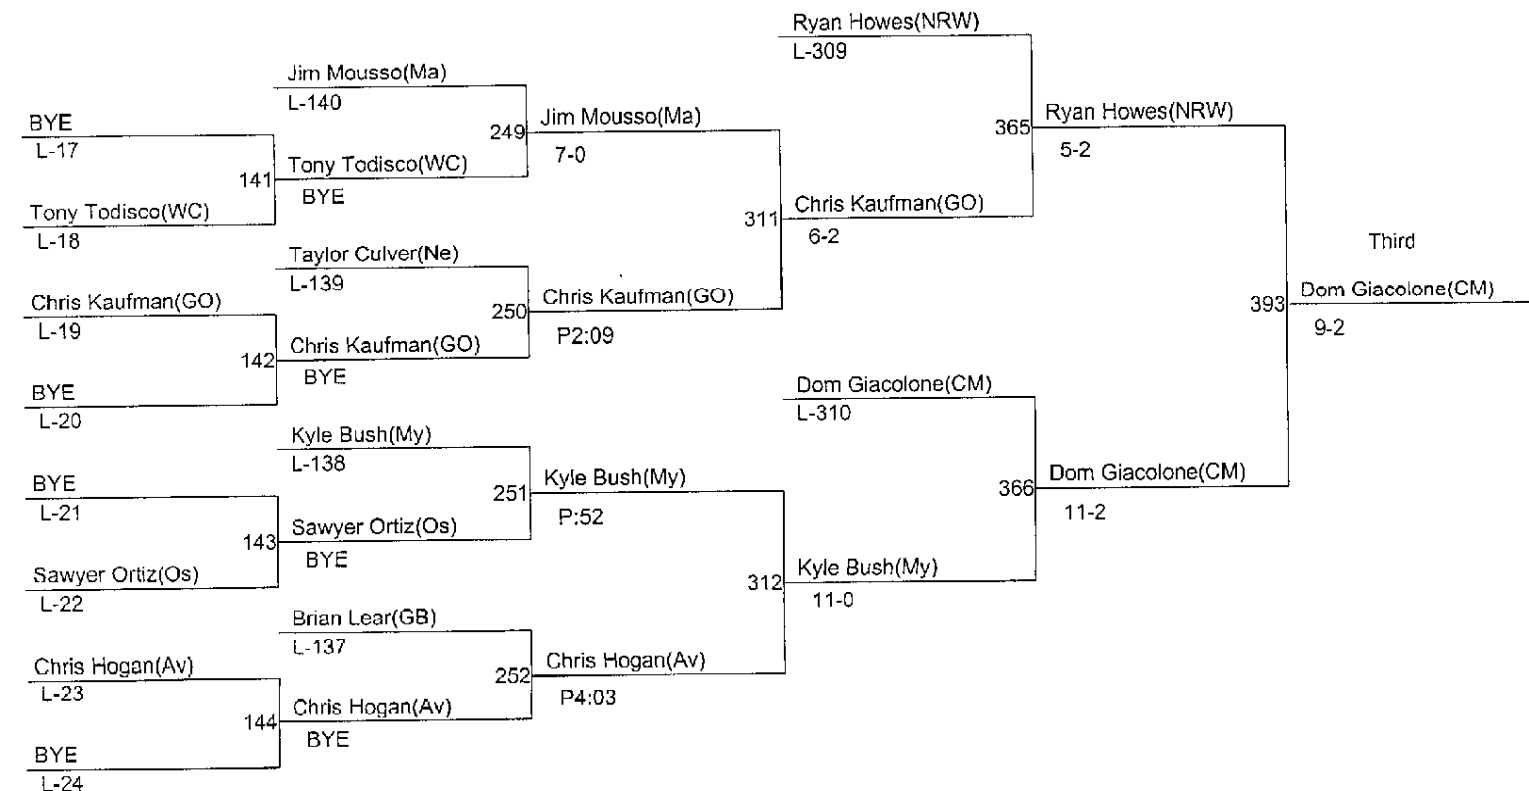 Ryan Howes(NRW)
L-309
Jim Mousso(Ma)
L-140
BYE
L-17
249
Jim Mousso(Ma)
7-0
365
Ryan Howes(NRW)
5-2
141
Tony Todisco(WC)
BYE
Tony Todisco(WC)
L-18
311
Chris Kaufman(GO)
6-2
Taylor Culver(Ne)
L-139
Third
Chris Kaufman(GO)
L-19
250
Chris Kaufman(GO)
P2:09
393
Dom Giacolone(CM)
9-2
142
Chris Kaufman(GO)
BYE
BYE
L-20
Dom Giacolone(CM)
L-310
Kyle Bush(My)
L-138
BYE
L-21
251
Kyle Bush(My)
P:52
366
Dom Giacolone(CM)
11-2
143
Sawyer Ortiz(Os)
BYE
Sawyer Ortiz(Os)
L-22
312
Kyle Bush(My)
11-0
Brian Lear(GB)
L-137
Chris Hogan(Av)
L-23
252
Chris Hogan(Av)
P4:03
144
Chris Hogan(Av)
BYE
BYE
L-24